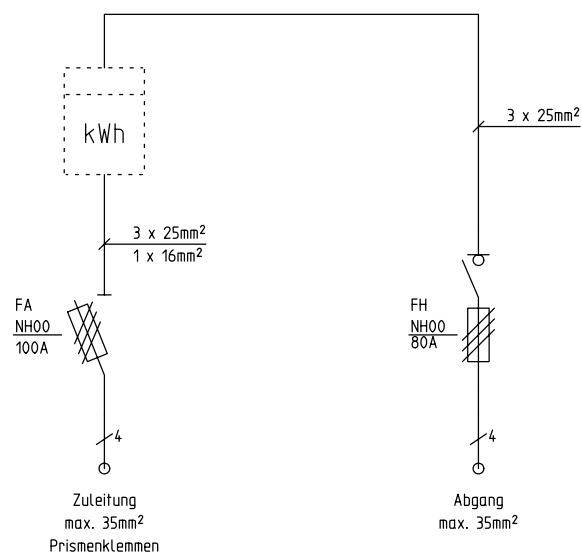 3 x 25mm²
kWh
3 x 25mm²
1 x 16mm²
FA
NH00
100A
FH
NH00
80A
4
4
Zuleitung
max. 35mm²
Prismenklemmen
Abgang
max. 35mm²